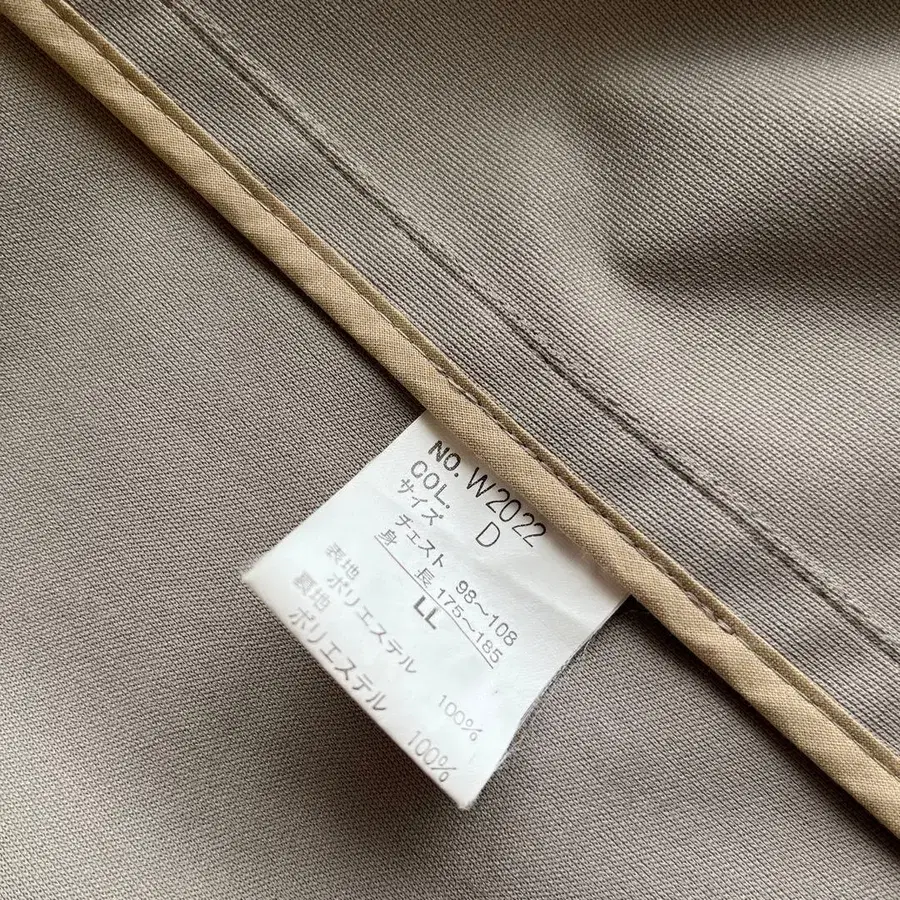 NO. W2022
COL. D
サイズ
チェスト 98〜108
身長 175〜185
LL
表地
ポリエステル 100%
裏地
ポリエステル 100%